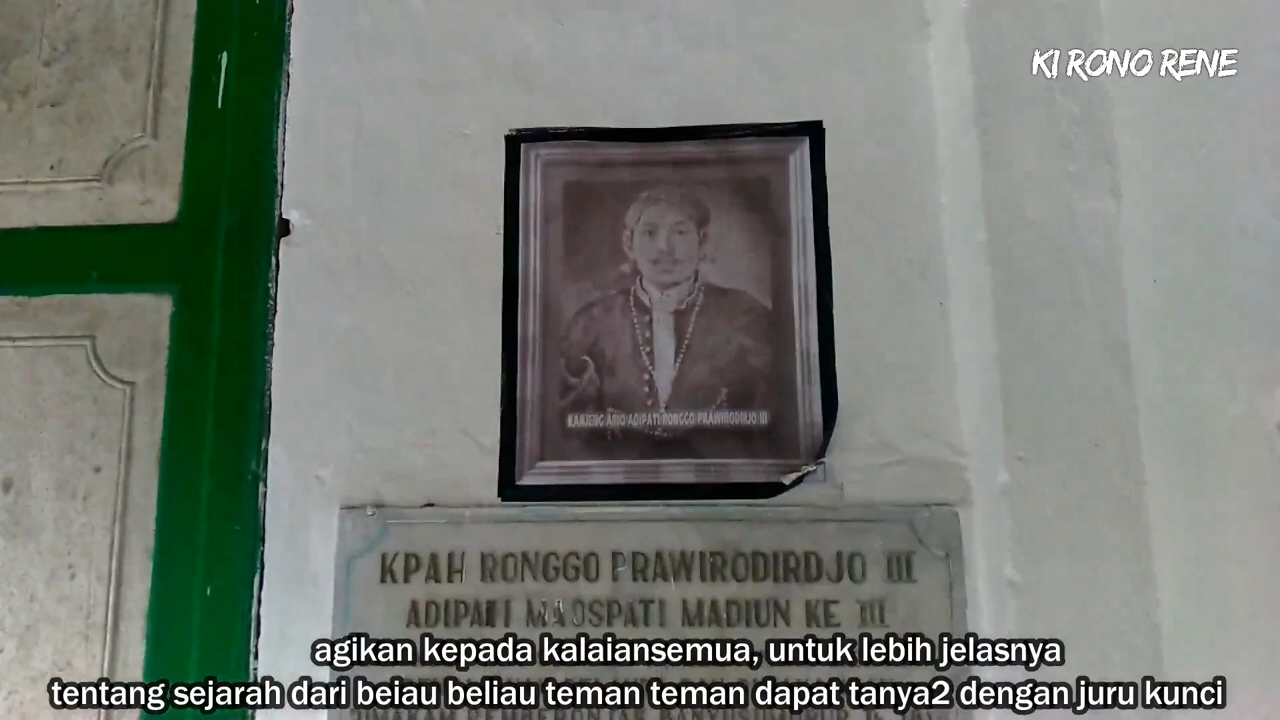 KI RONO RENE
KANJENG ARIO ADIPATI RONGGO PRAWIRODIRJO III
KPAH RONGGO PRAWIRODIRDJO III
ADIPATI MAOSPATI MADIUN KE III
agikan kepada kalaiansemua, untuk lebih jelasnya
tentang sejarah dari beiau beliau teman teman dapat tanya2 dengan juru kunci